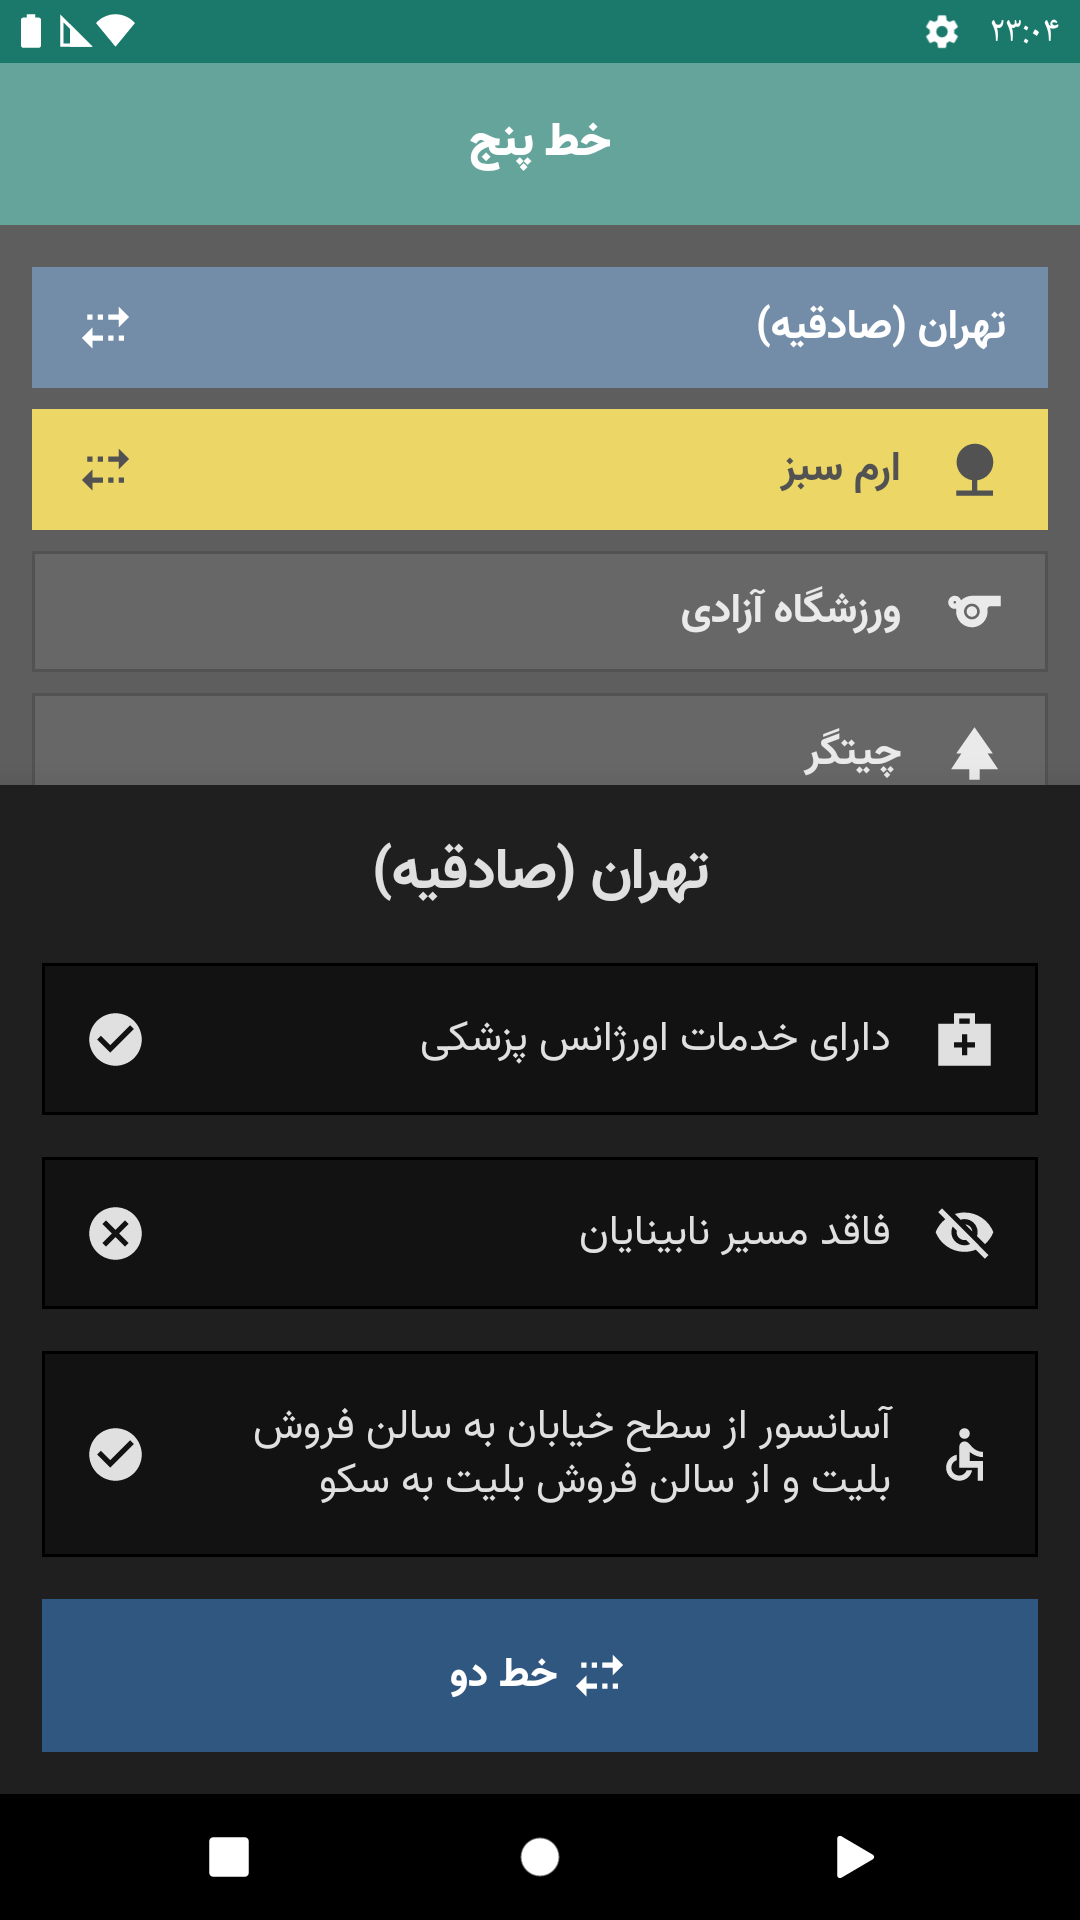 ۲۳:۰۴
خط پنج
تهران (صادقیه)
ارم سبز
ورزشگاه آزادی
چیتگر
تهران (صادقیه)
دارای خدمات اورژانس پزشکی
فاقد مسیر نابینایان
آسانسور از سطح خیابان به سالن فروش
بلیت و از سالن فروش بلیت به سکو
خط دو